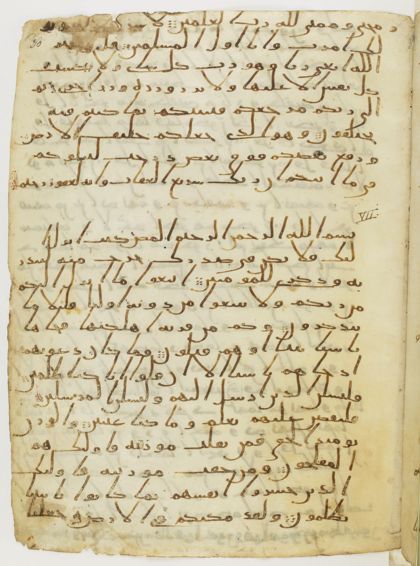 ومحيى ومماتى لله رب العلمين لا شريك له وبذلك
امرت وانا اول المسلمين قل اغير
الله ابغى ربا وهو رب كل شى ولا تكسب
كل نفس الا عليها ولا تزر وزره وزر اخرى ثم
الى ربكم مرجعكم فينبيكم بما كنتم فيه
تختلفون وهو الذى جعلكم خليف الارض
ورفع بعضكم فوق بعض درجت ليبلوكم
فى ما اتيكم ان ربك سريع العقاب وانه لغفور رحيم
VII.
بسم الله الرحمن الرحيم المص كتب انزل
اليك فلا يكن فى صدرك حرج منه لتنذر
به وذكرى للمومنين اتبعوا ما انزل اليكم
من ربكم ولا تتبعوا من دونه اوليا قليلا ما
تذكرون وكم من قرية اهلكنها فجاها
باسنا بيتا او هم قيلون فما كان دعويهم
اذ جاهم باسنا الا ان قلوا انا كنا ظلمين
فلنسلن الذين ارسل اليهم ولنسلن المرسلين
فلنقصن عليهم بعلم وما كنا غيبين والوزن
يوميذ الحق فمن ثقلت موزينه فاوليك هم
المفلحون ومن خفت موزينه فاوليك
الذين خسروا انفسهم بما كانوا بايتنا
يظلمون ولقد مكنكم فى الارض وجعلنا